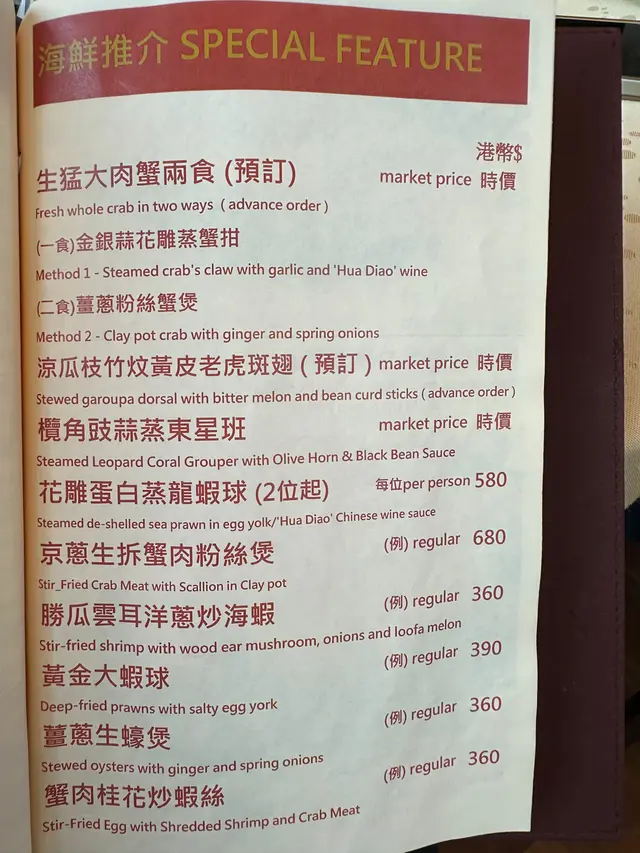 海鮮推介 SPECIAL FEATURE
港幣$
生猛大肉蟹兩食 (預訂) market price 時價
Fresh whole crab in two ways ( advance order )
(一食)金銀蒜花雕蒸蟹拑
Method 1 - Steamed crab's claw with garlic and 'Hua Diao' wine
(二食)薑蔥粉絲蟹煲
Method 2 - Clay pot crab with ginger and spring onions
涼瓜枝竹炆黃皮老虎斑翅 ( 預訂 ) market price 時價
Stewed garoupa dorsal with bitter melon and bean curd sticks ( advance order )
欖角豉蒜蒸東星班 market price 時價
Steamed Leopard Coral Grouper with Olive Horn & Black Bean Sauce
花雕蛋白蒸龍蝦球 (2位起) 每位per person 580
Steamed de-shelled sea prawn in egg yolk/'Hua Diao' Chinese wine sauce
京蔥生拆蟹肉粉絲煲 (例) regular 680
Stir_Fried Crab Meat with Scallion in Clay pot
勝瓜雲耳洋蔥炒海蝦 (例) regular 360
Stir-fried shrimp with wood ear mushroom, onions and loofa melon
黃金大蝦球 (例) regular 390
Deep-fried prawns with salty egg york
薑蔥生蠔煲 (例) regular 360
Stewed oysters with ginger and spring onions
蟹肉桂花炒蝦絲 (例) regular 360
Stir-Fried Egg with Shredded Shrimp and Crab Meat